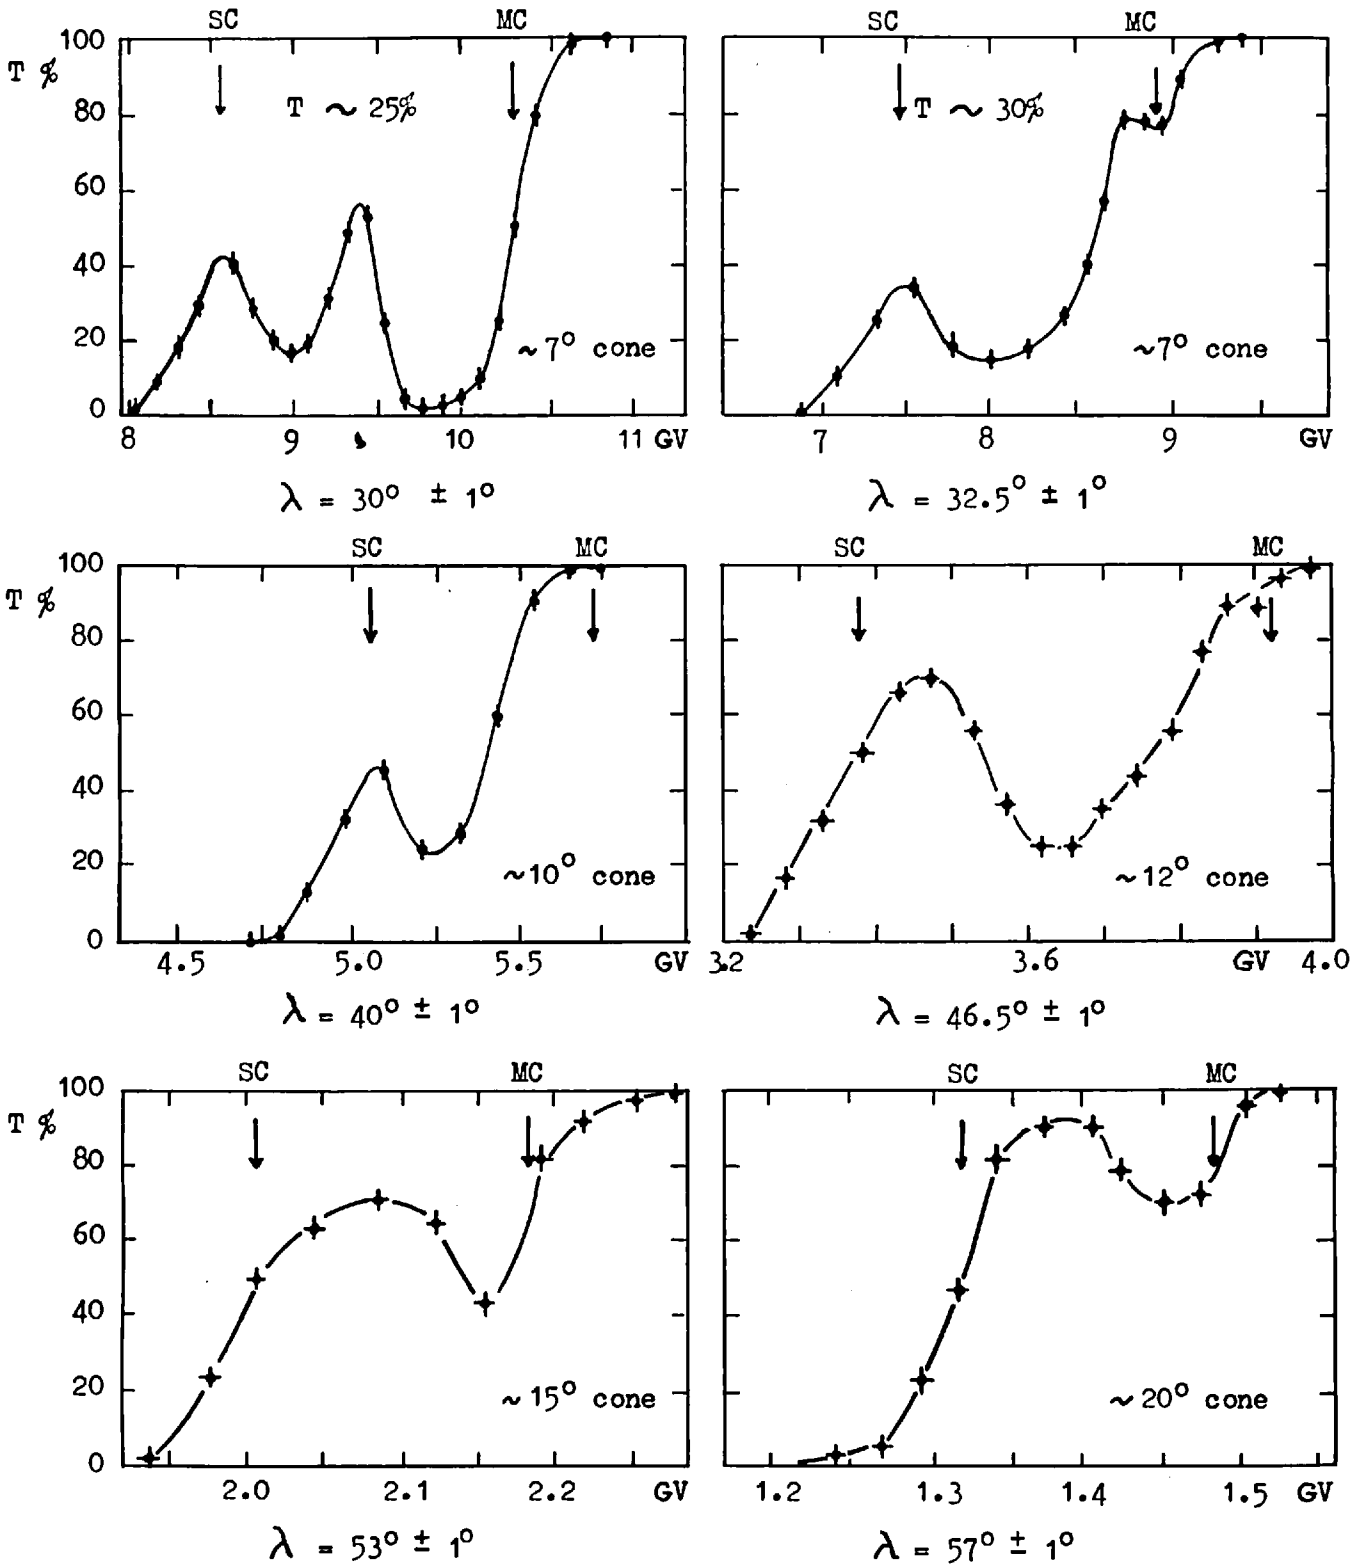 SC MC SC MC
100
T %
T ~ 25% T ~ 30%
80
60
40
20
~7° cone ~7° cone
0
8 9 10 11 GV 7 8 9 GV
λ = 30° ± 1° λ = 32.5° ± 1°
SC MC SC MC
100
T %
80
60
40
20
~10° cone ~12° cone
0
4.5 5.0 5.5 GV 3.2 3.6 GV 4.0
λ = 40° ± 1° λ = 46.5° ± 1°
SC MC SC MC
100
T %
80
60
40
20
~15° cone ~20° cone
0
2.0 2.1 2.2 GV 1.2 1.3 1.4 1.5 GV
λ = 53° ± 1° λ = 57° ± 1°